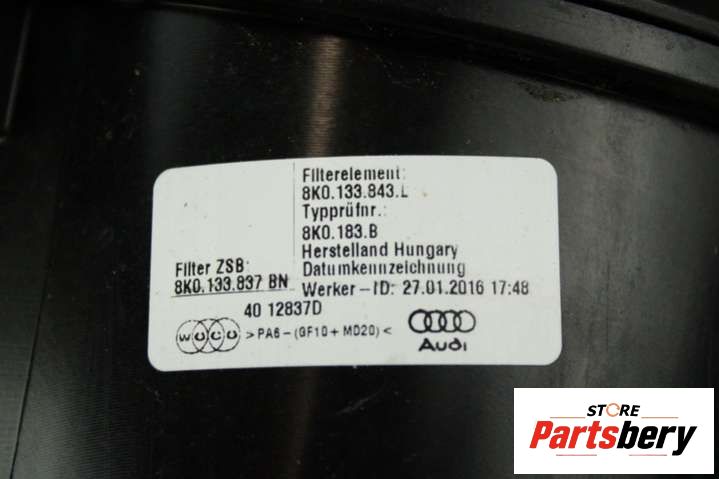 Filterelement:
8K0.133.843.L
Typprüfnr.:
8K0.183.B
Herstelland Hungary
Filter ZSB: Datumkennzeichnung
8K0.133.837 BN Werker-ID: 27.01.2016 17:48
40 12837D
WOCO >PA6-(GF10+MD20)<
Audi
STORE
Partsbery